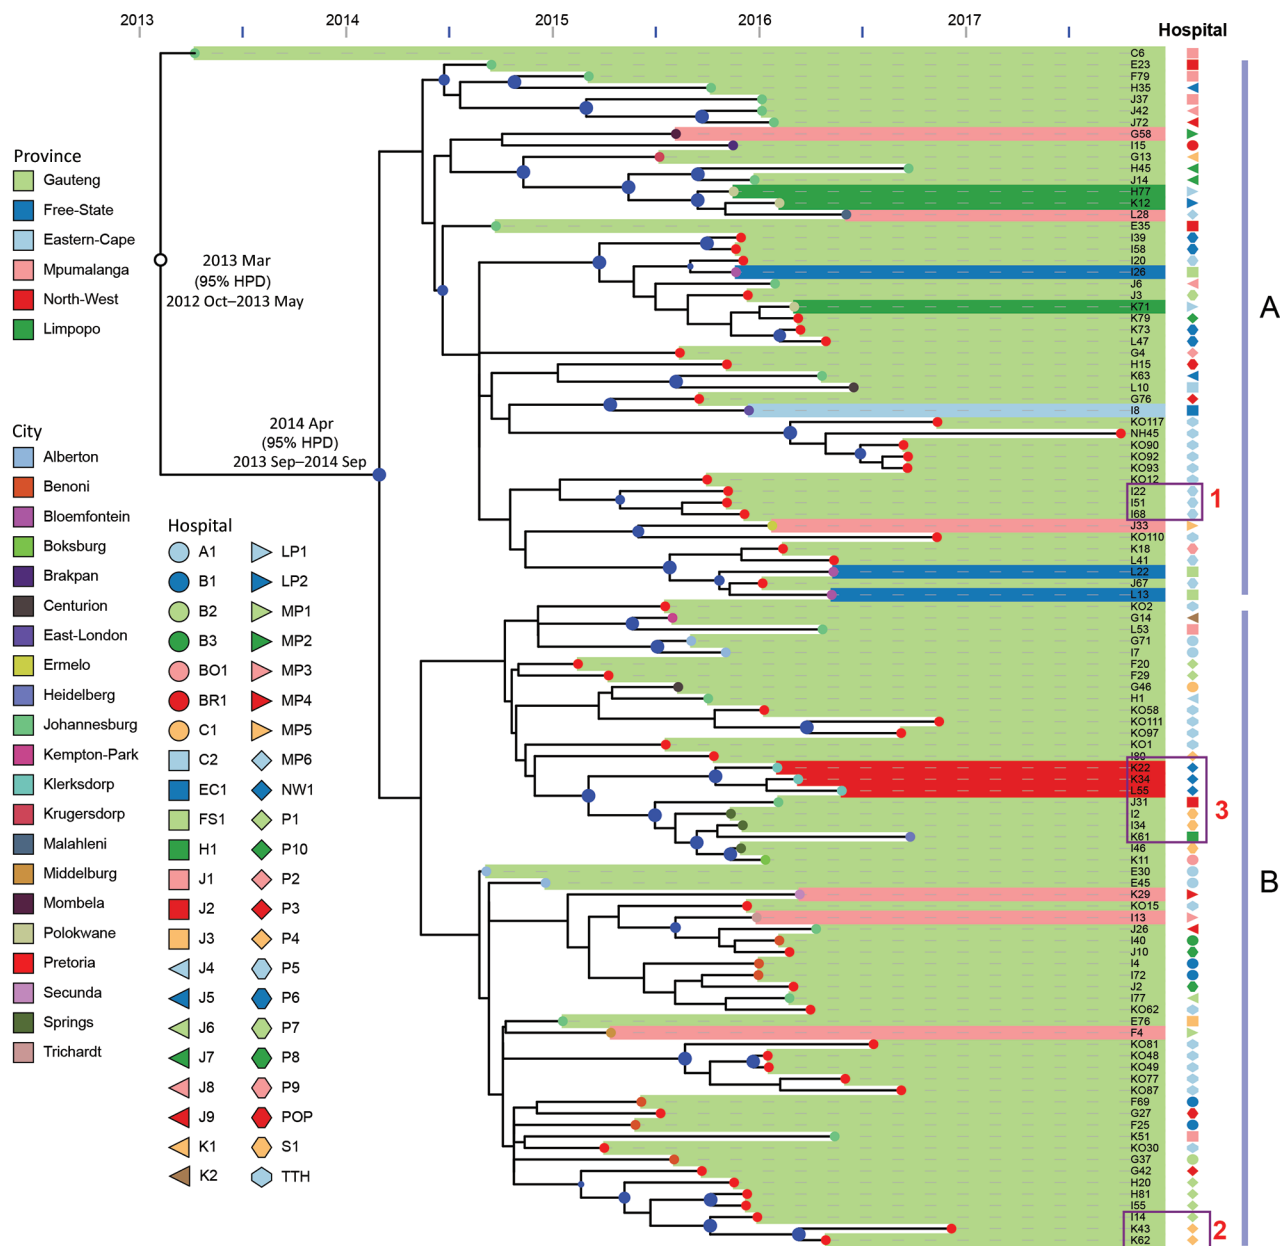 2013 2014 2015 2016 2017 Hospital
Province
Gauteng
Free-State
Eastern-Cape
Mpumalanga
North-West
Limpopo
2013 Mar
(95% HPD)
2012 Oct–2013 May
2014 Apr
(95% HPD)
2013 Sep–2014 Sep
City
Alberton
Benoni
Bloemfontein
Boksburg
Brakpan
Centurion
East-London
Ermelo
Heidelberg
Johannesburg
Kempton-Park
Klerksdorp
Krugersdorp
Malahleni
Middelburg
Mombela
Polokwane
Pretoria
Secunda
Springs
Trichardt
Hospital
A1
B1
B2
B3
BO1
BR1
C1
C2
EC1
FS1
H1
J1
J2
J3
J4
J5
J6
J7
J8
J9
K1
K2
LP1
LP2
MP1
MP2
MP3
MP4
MP5
MP6
NW1
P1
P10
P2
P3
P4
P5
P6
P7
P8
P9
POP
S1
TTH
C6
E23
F79
H35
J37
J42
J72
G58
I15
G13
H45
J14
H77
K12
L28
E35
I39
I58
I20
I26
J6
J3
K71
K79
K73
L47
G4
H15
K63
L10
G76
I8
KO117
NH45
KO90
KO92
KO93
KO12
I22
I51
I68
J33
KO110
K18
L41
L22
J67
L13
KO2
G14
L53
G71
I7
F20
F29
G46
H1
KO58
KO111
KO97
KO1
I80
K22
K34
L55
J31
I2
I34
K61
I46
K11
E30
E45
K29
KO15
I13
J26
I40
J10
I4
I72
J2
I77
KO62
E76
F4
KO81
KO48
KO49
KO77
KO87
F69
G27
F25
K51
KO30
G37
G42
H20
H81
I55
I14
K43
K62
A
1
3
B
2